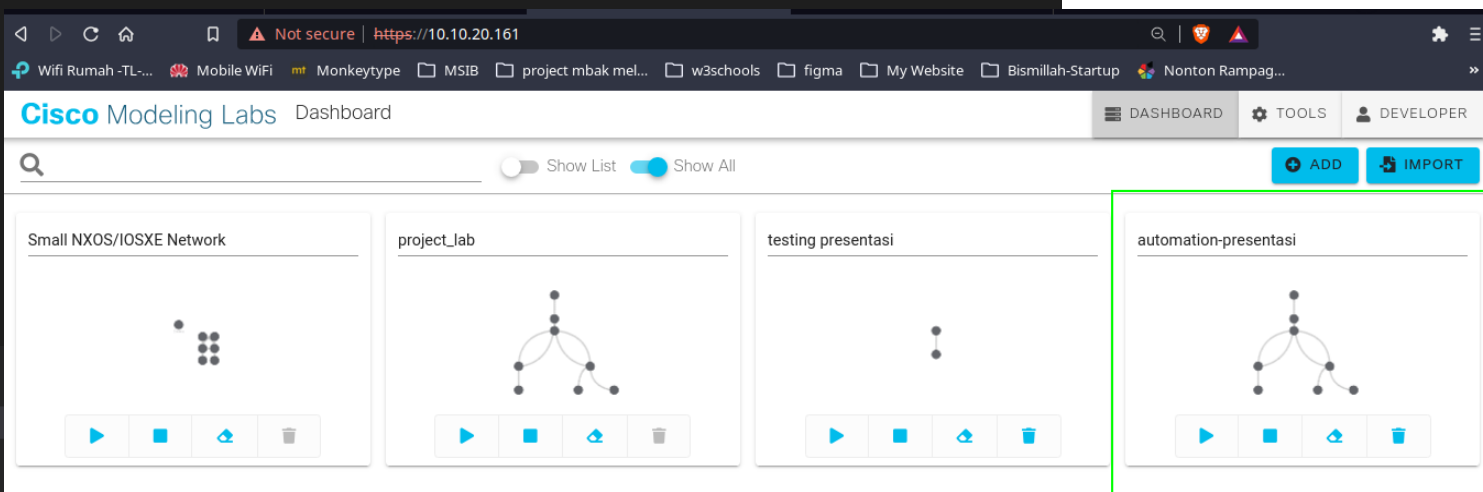 Not secure | https://10.10.20.161
Wifi Rumah -TL-... Mobile WiFi mt Monkeytype MSIB project mbak mel... w3schools figma My Website Bismillah-Startup Nonton Rampag... »
Cisco Modeling Labs Dashboard DASHBOARD TOOLS DEVELOPER
Show List Show All ADD IMPORT
Small NXOS/IOSXE Network project_lab testing presentasi automation-presentasi